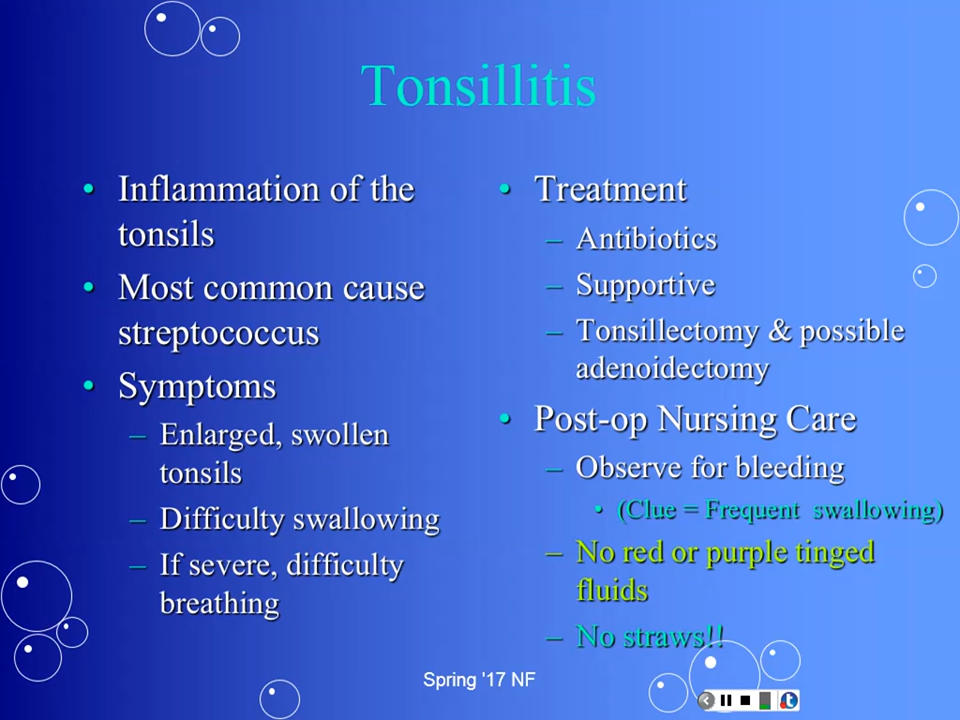 Tonsillitis
• Inflammation of the
tonsils
• Most common cause
streptococcus
• Symptoms
– Enlarged, swollen
tonsils
– Difficulty swallowing
– If severe, difficulty
breathing
• Treatment
– Antibiotics
– Supportive
– Tonsillectomy & possible
adenoidectomy
• Post-op Nursing Care
– Observe for bleeding
• (Clue = Frequent swallowing)
– No red or purple tinged
fluids
– No straws!!
Spring '17 NF
t